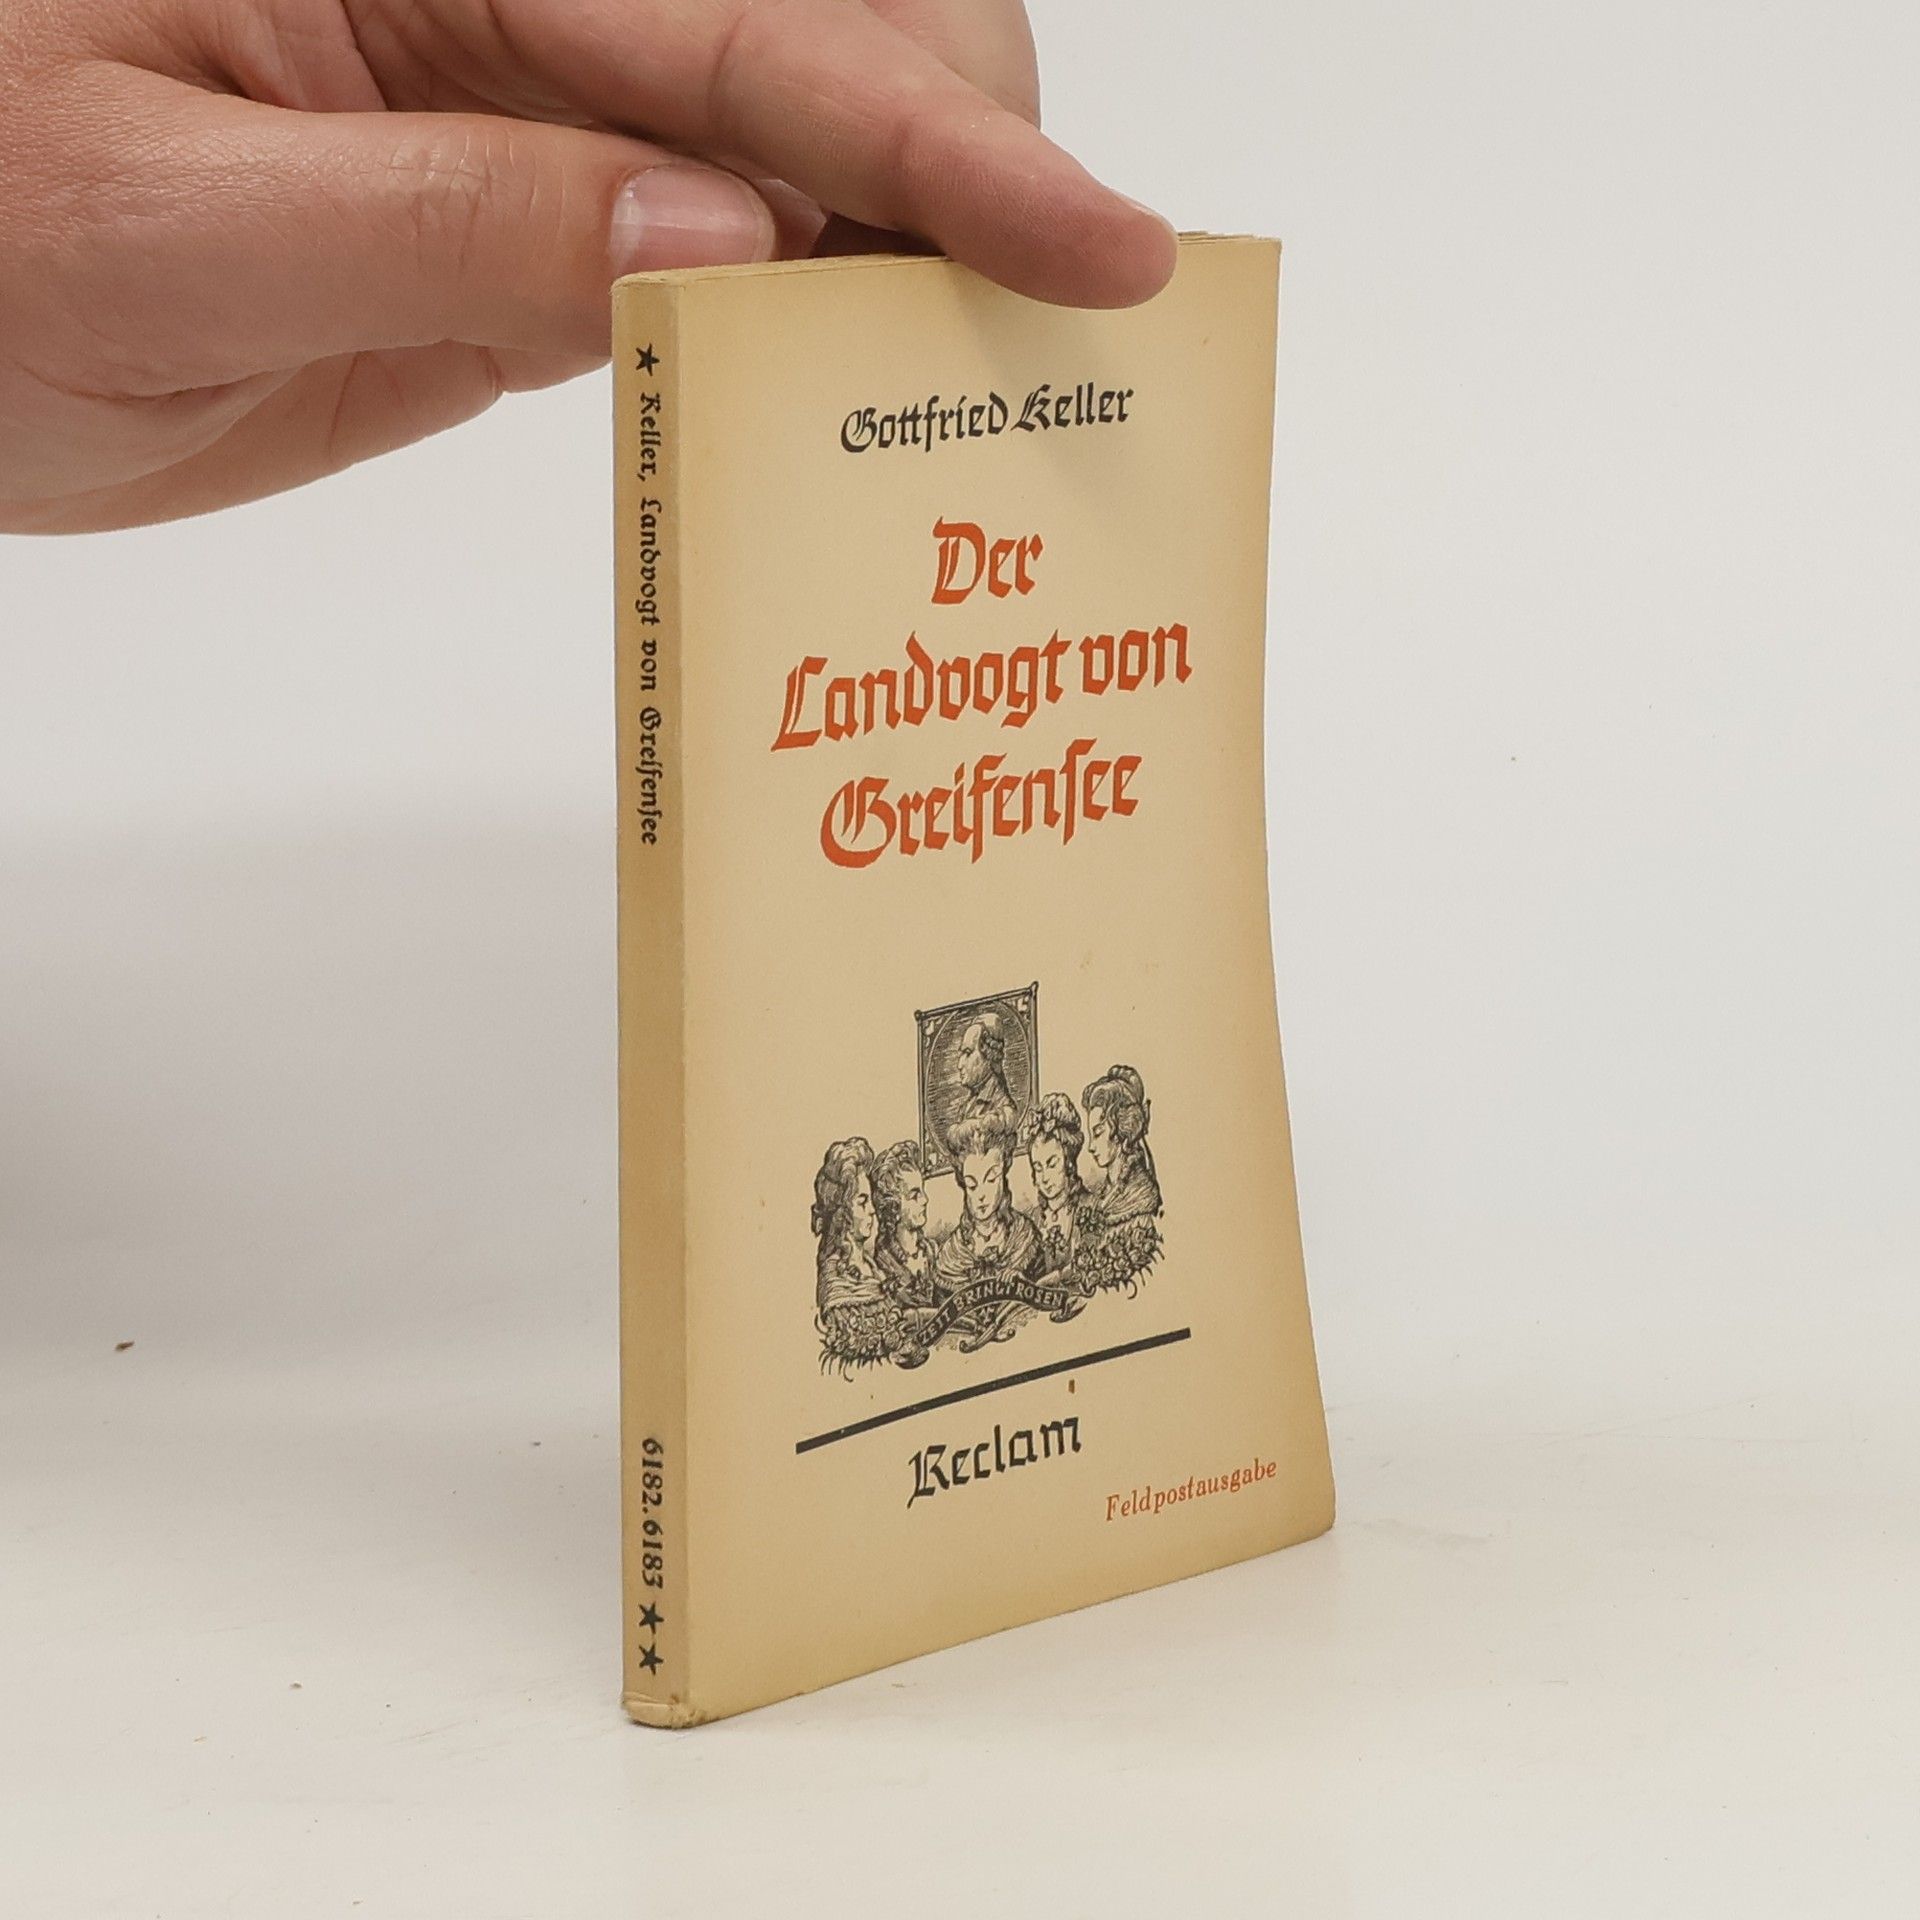 Gottfried Keller
Der
Landvogt von
Greifensee
ZEIT BRINGT ROSEN
Reclam
Feldpostausgabe
★ Keller, Landvogt von Greifensee
6182.6183 ★★